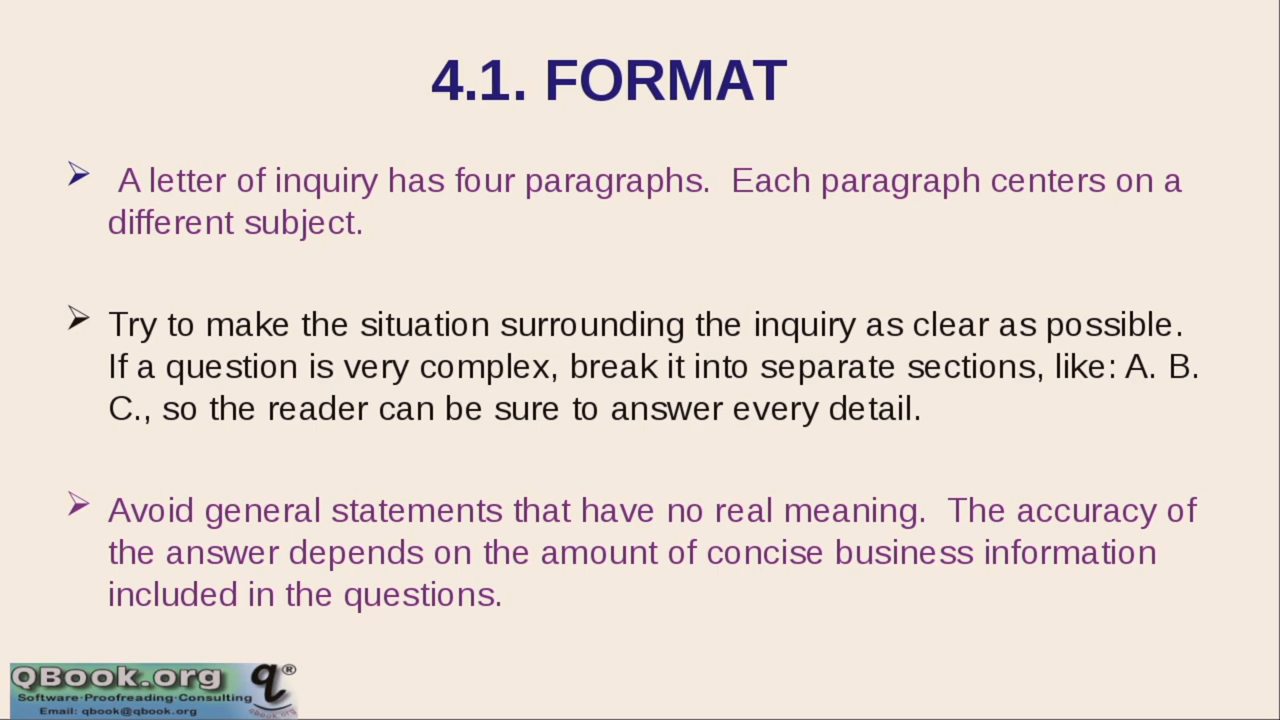 4.1. FORMAT
A letter of inquiry has four paragraphs.  Each paragraph centers on a
different subject.
Try to make the situation surrounding the inquiry as clear as possible.
If a question is very complex, break it into separate sections, like: A. B.
C., so the reader can be sure to answer every detail.
Avoid general statements that have no real meaning.  The accuracy of
the answer depends on the amount of concise business information
included in the questions.
QBook.org q®
Software·Proofreading·Consulting
Email: qbook@qbook.org
qbook.org